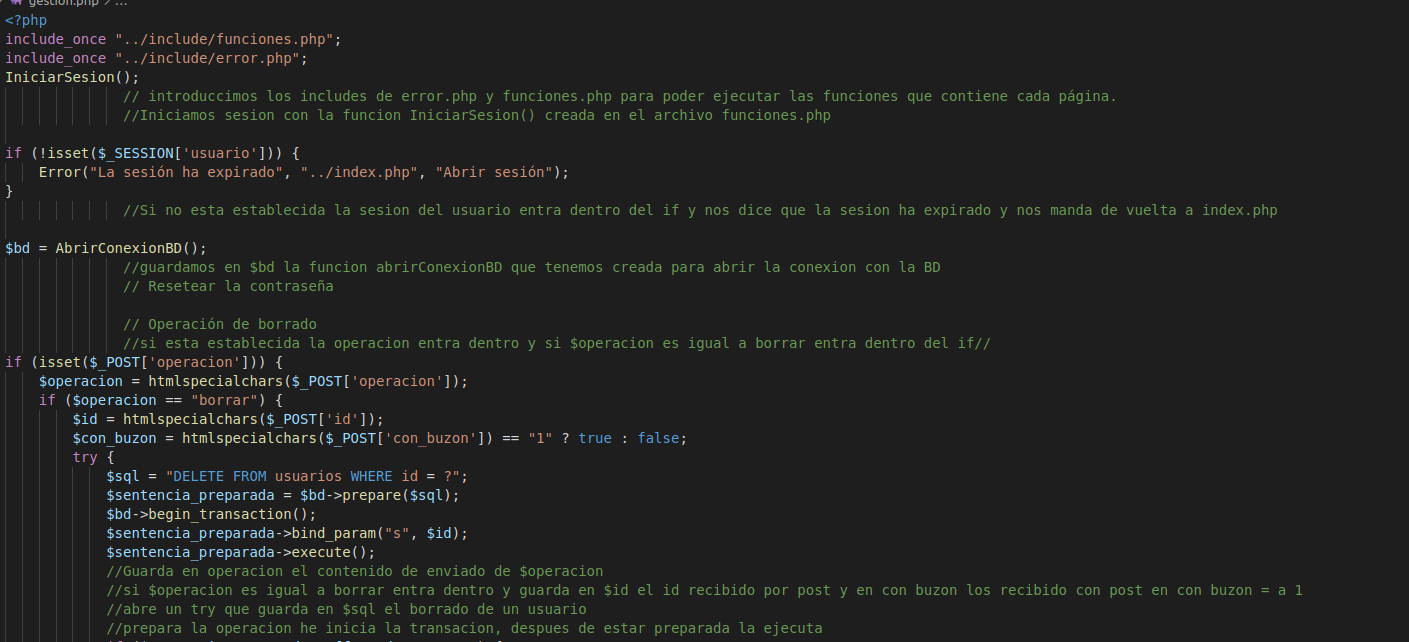 gestion.php > ...
<?php
include_once "../include/funciones.php";
include_once "../include/error.php";
IniciarSesion();
// introduccimos los includes de error.php y funciones.php para poder ejecutar las funciones que contiene cada página.
//Iniciamos sesion con la funcion IniciarSesion() creada en el archivo funciones.php
if (!isset($_SESSION['usuario'])) {
Error("La sesión ha expirado", "../index.php", "Abrir sesión");
}
//Si no esta establecida la sesion del usuario entra dentro del if y nos dice que la sesion ha expirado y nos manda de vuelta a index.php
$bd = AbrirConexionBD();
//guardamos en $bd la funcion abrirConexionBD que tenemos creada para abrir la conexion con la BD
// Resetear la contraseña
// Operación de borrado
//si esta establecida la operacion entra dentro y si $operacion es igual a borrar entra dentro del if//
if (isset($_POST['operacion'])) {
$operacion = htmlspecialchars($_POST['operacion']);
if ($operacion == "borrar") {
$id = htmlspecialchars($_POST['id']);
$con_buzon = htmlspecialchars($_POST['con_buzon']) == "1" ? true : false;
try {
$sql = "DELETE FROM usuarios WHERE id = ?";
$sentencia_preparada = $bd->prepare($sql);
$bd->begin_transaction();
$sentencia_preparada->bind_param("s", $id);
$sentencia_preparada->execute();
//Guarda en operacion el contenido de enviado de $operacion
//si $operacion es igual a borrar entra dentro y guarda en $id el id recibido por post y en con buzon los recibido con post en con buzon = a 1
//abre un try que guarda en $sql el borrado de un usuario
//prepara la operacion he inicia la transacion, despues de estar preparada la ejecuta